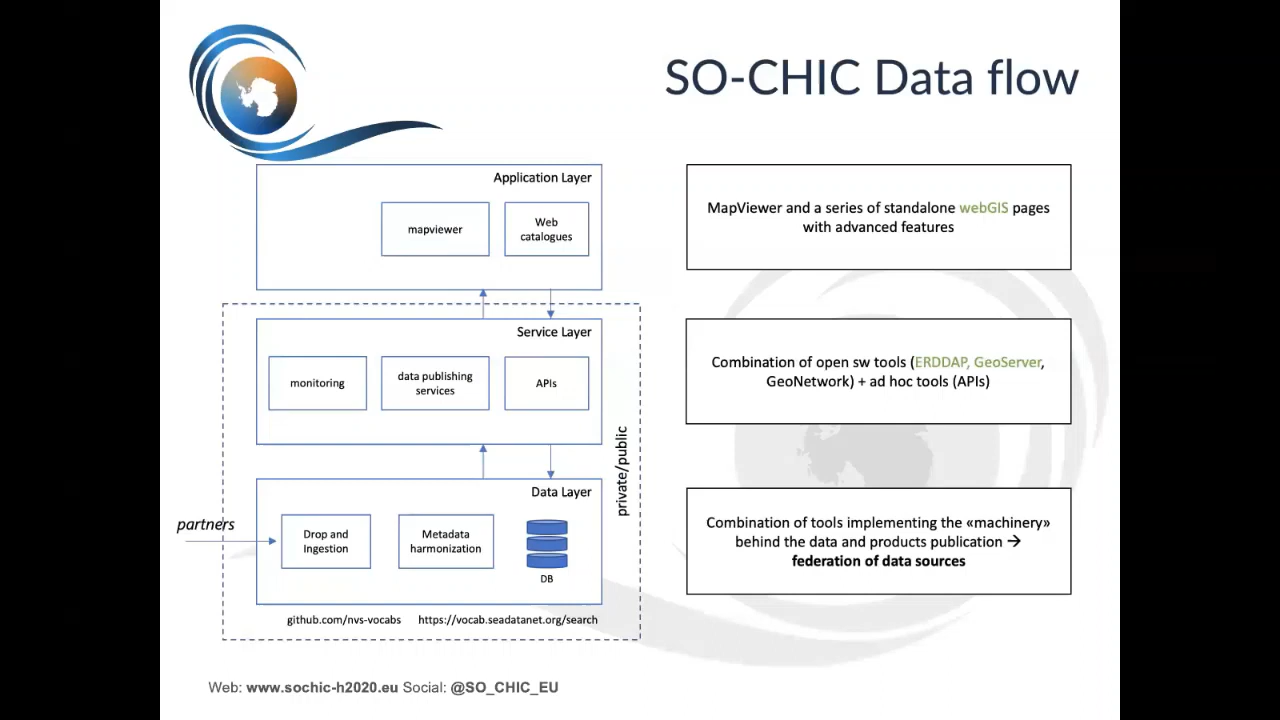 SO-CHIC Data flow
Application Layer
mapviewer
Web
catalogues
MapViewer and a series of standalone webGIS pages
with advanced features
Service Layer
monitoring
data publishing
services
APIs
Combination of open sw tools (ERDDAP, GeoServer,
GeoNetwork) + ad hoc tools (APIs)
private/public
Data Layer
partners
Drop and
Ingestion
Metadata
harmonization
DB
Combination of tools implementing the «machinery»
behind the data and products publication →
federation of data sources
github.com/nvs-vocabs
https://vocab.seadatanet.org/search
Web: www.sochic-h2020.eu Social: @SO_CHIC_EU